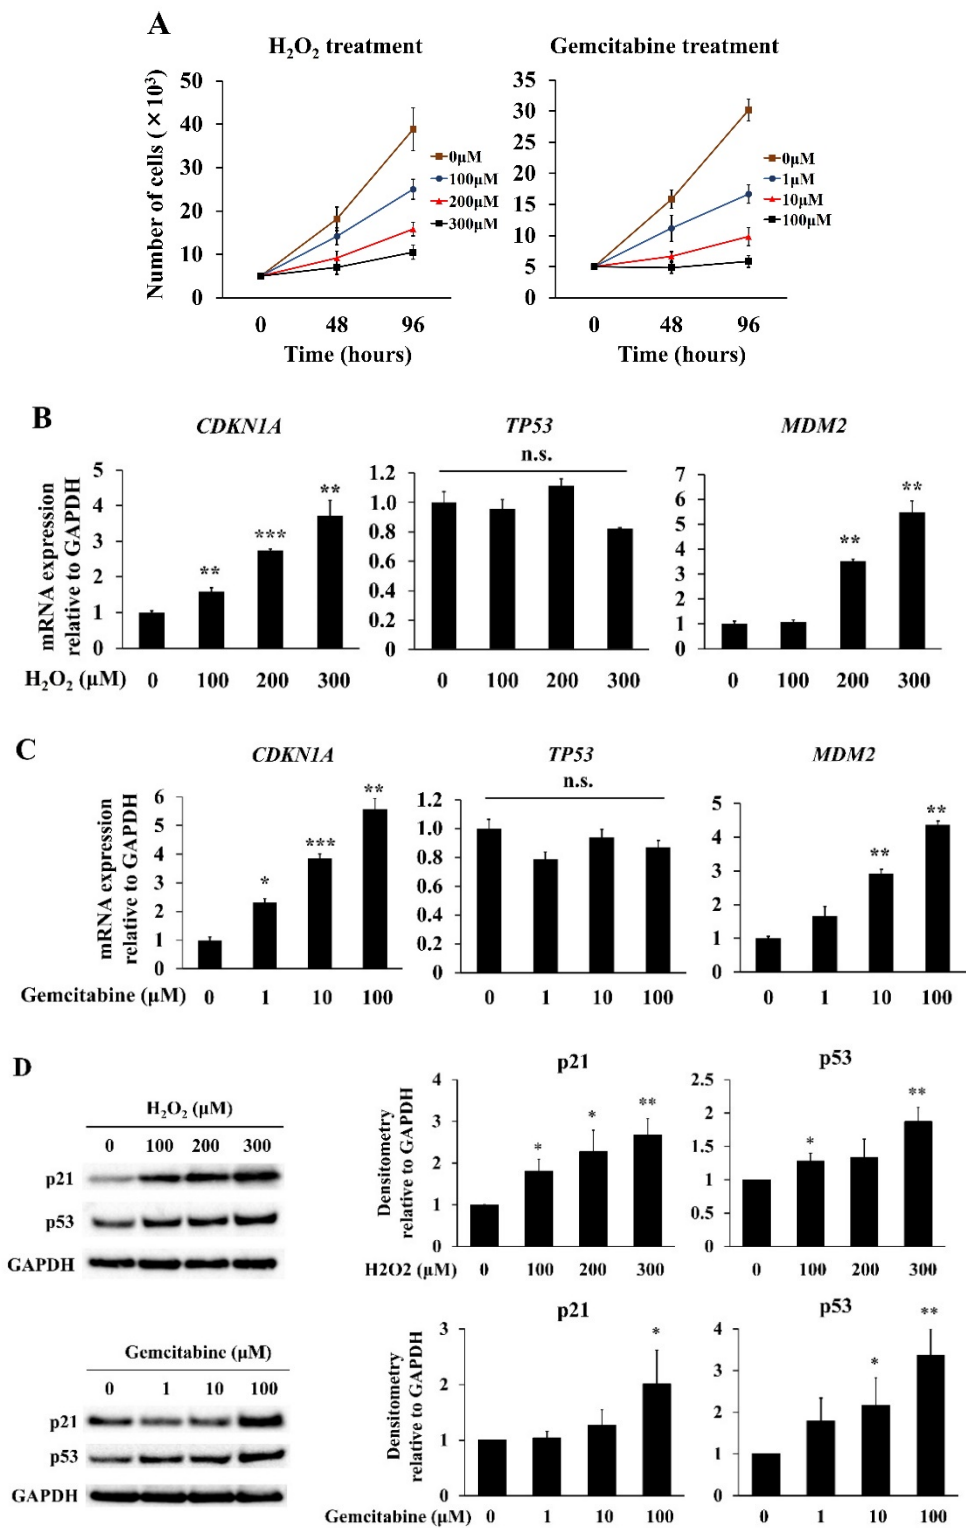 A
H₂O₂ treatment
Gemcitabine treatment
Number of cells (×10³)
50
40
30
20
10
0
0 48 96
Time (hours)
0μM
100μM
200μM
300μM
35
30
25
20
15
10
5
0
0 48 96
Time (hours)
0μM
1μM
10μM
100μM
B
CDKN1A
TP53
MDM2
n.s.
mRNA expression
relative to GAPDH
5
4
3
2
1
0
** *** **
1.2
1.0
0.8
0.6
0.4
0.2
0
7
6
5
4
3
2
1
0
** **
H₂O₂ (μM) 0 100 200 300 0 100 200 300 0 100 200 300
C
CDKN1A
TP53
MDM2
n.s.
mRNA expression
relative to GAPDH
6
5
4
3
2
1
0
* *** **
1.2
1.0
0.8
0.6
0.4
0.2
0
5
4
3
2
1
0
** **
Gemcitabine (μM) 0 1 10 100 0 1 10 100 0 1 10 100
D
H₂O₂ (μM)
0 100 200 300
p21
p53
GAPDH
p21
Densitometry
relative to GAPDH
4
3
2
1
0
* * **
H2O2 (μM) 0 100 200 300
p53
2.5
2
1.5
1
0.5
0
* **
0 100 200 300
Gemcitabine (μM)
0 1 10 100
p21
p53
GAPDH
p21
Densitometry
relative to GAPDH
3
2
1
0
*
Gemcitabine (μM) 0 1 10 100
p53
4
3
2
1
0
* **
0 1 10 100